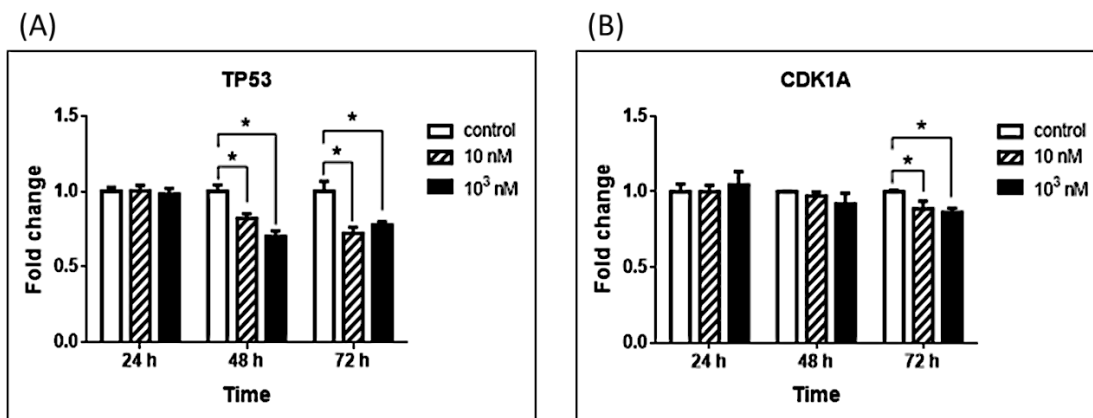 (A)
TP53
Fold change
1.5
1.0
0.5
0.0
* * * *
24 h 48 h 72 h
Time
control
10 nM
10³ nM
(B)
CDK1A
Fold change
1.5
1.0
0.5
0.0
* *
24 h 48 h 72 h
Time
control
10 nM
10³ nM